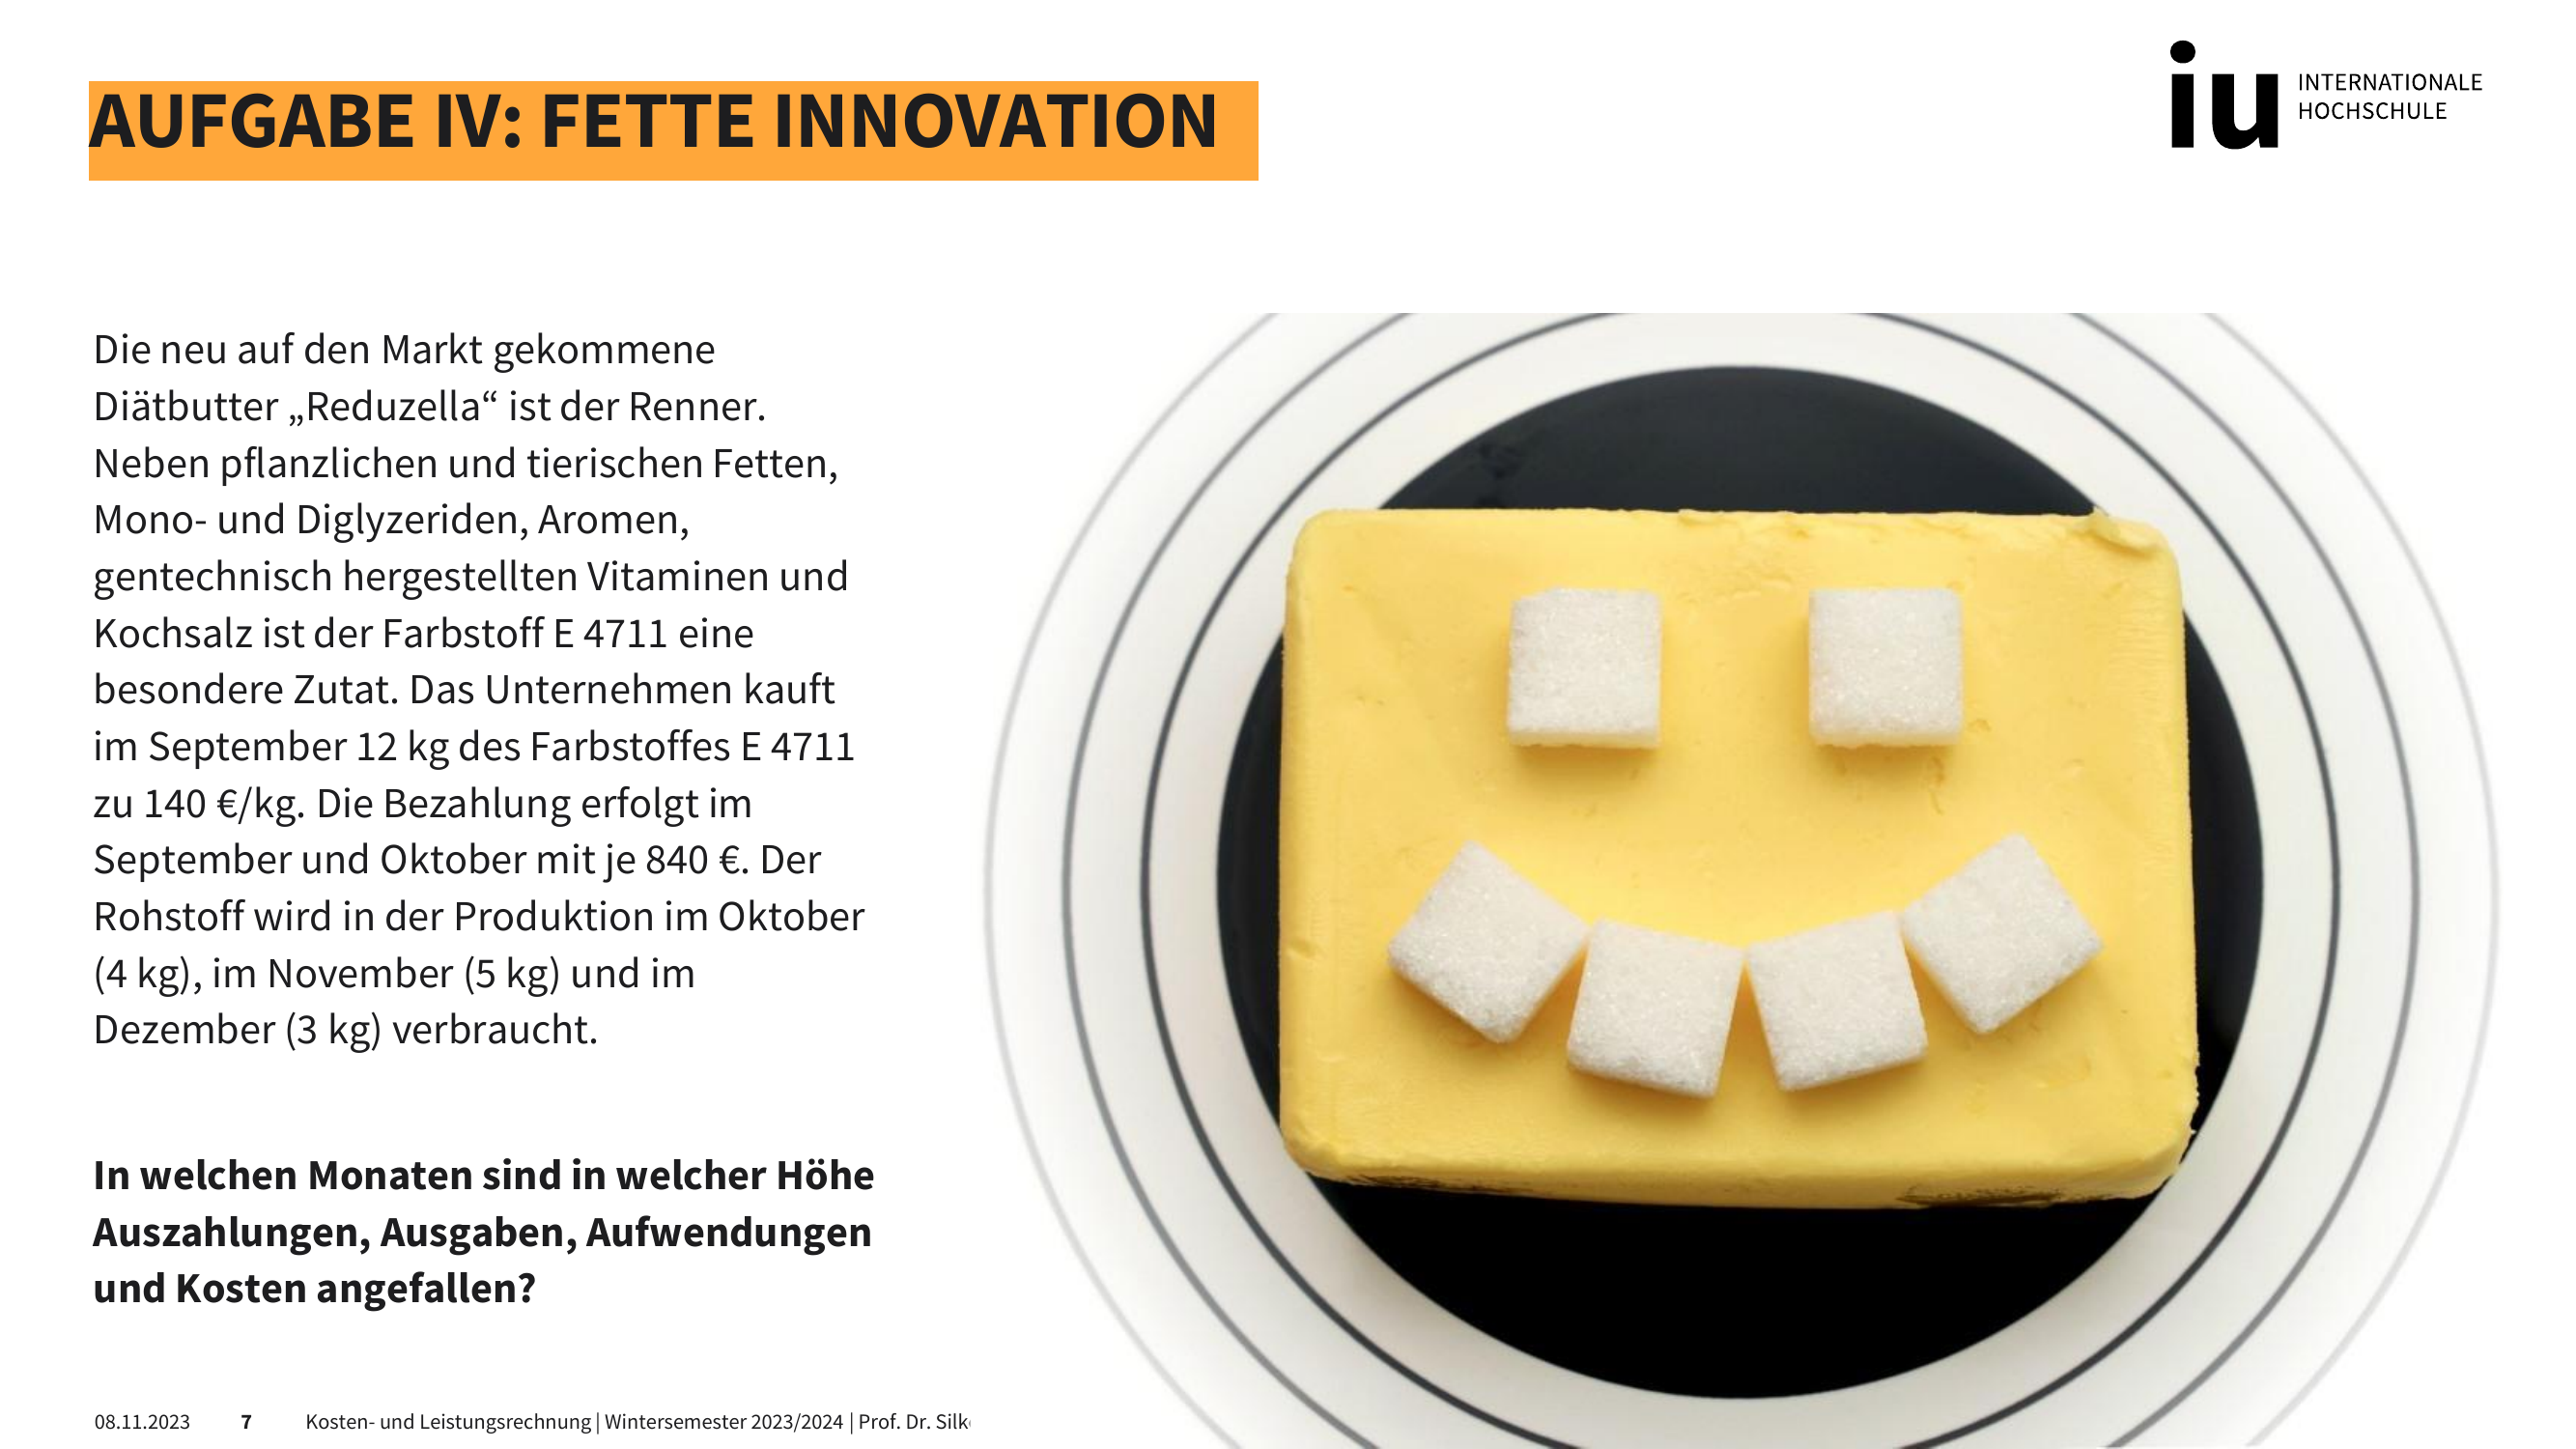 AUFGABE IV: FETTE INNOVATION
iu INTERNATIONALE
HOCHSCHULE
Die neu auf den Markt gekommene
Diätbutter „Reduzella“ ist der Renner.
Neben pflanzlichen und tierischen Fetten,
Mono- und Diglyzeriden, Aromen,
gentechnisch hergestellten Vitaminen und
Kochsalz ist der Farbstoff E 4711 eine
besondere Zutat. Das Unternehmen kauft
im September 12 kg des Farbstoffes E 4711
zu 140 €/kg. Die Bezahlung erfolgt im
September und Oktober mit je 840 €. Der
Rohstoff wird in der Produktion im Oktober
(4 kg), im November (5 kg) und im
Dezember (3 kg) verbraucht.
In welchen Monaten sind in welcher Höhe
Auszahlungen, Ausgaben, Aufwendungen
und Kosten angefallen?
08.11.2023 7 Kosten- und Leistungsrechnung | Wintersemester 2023/2024 | Prof. Dr.